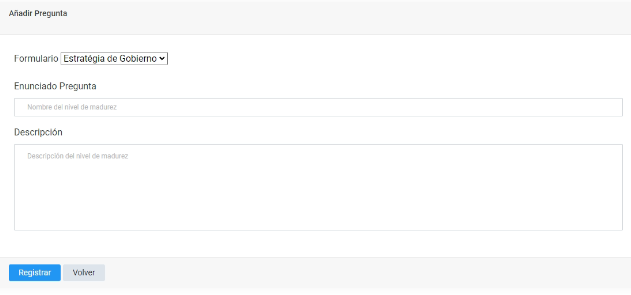 Añadir Pregunta
Formulario Estratégia de Gobierno
Enunciado Pregunta
Nombre del nivel de madurez
Descripción
Descripción del nivel de madurez
Registrar Volver